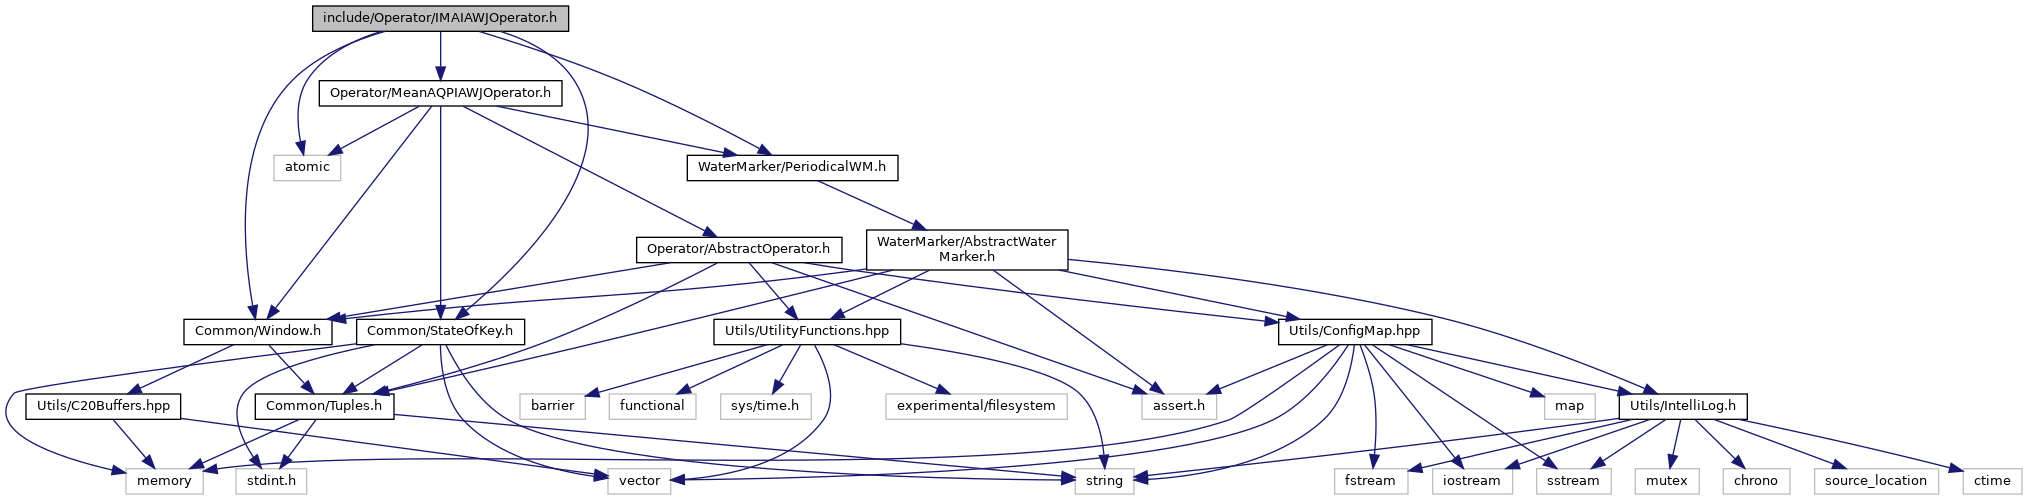 include/Operator/IMAIAWJOperator.h
Operator/MeanAQPIAWJOperator.h
atomic
WaterMarker/PeriodicalWM.h
Operator/AbstractOperator.h
WaterMarker/AbstractWater
Marker.h
Common/Window.h
Common/StateOfKey.h
Utils/UtilityFunctions.hpp
Utils/ConfigMap.hpp
Utils/C20Buffers.hpp
Common/Tuples.h
barrier
functional
sys/time.h
experimental/filesystem
assert.h
map
Utils/IntelliLog.h
memory
stdint.h
vector
string
fstream
iostream
sstream
mutex
chrono
source_location
ctime